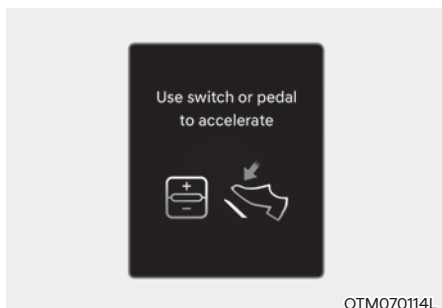 Use switch or pedal
to accelerate
+
−
OTM070114L